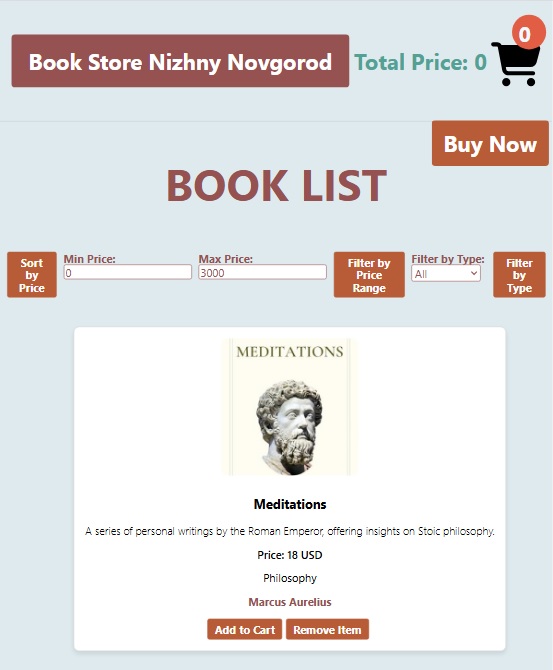 Book Store Nizhny Novgorod
Total Price: 0
0
Buy Now
BOOK LIST
Sort by Price
Min Price:
0
Max Price:
3000
Filter by Price Range
Filter by Type:
All
Filter by Type
MEDITATIONS
Meditations
A series of personal writings by the Roman Emperor, offering insights on Stoic philosophy.
Price: 18 USD
Philosophy
Marcus Aurelius
Add to Cart
Remove Item